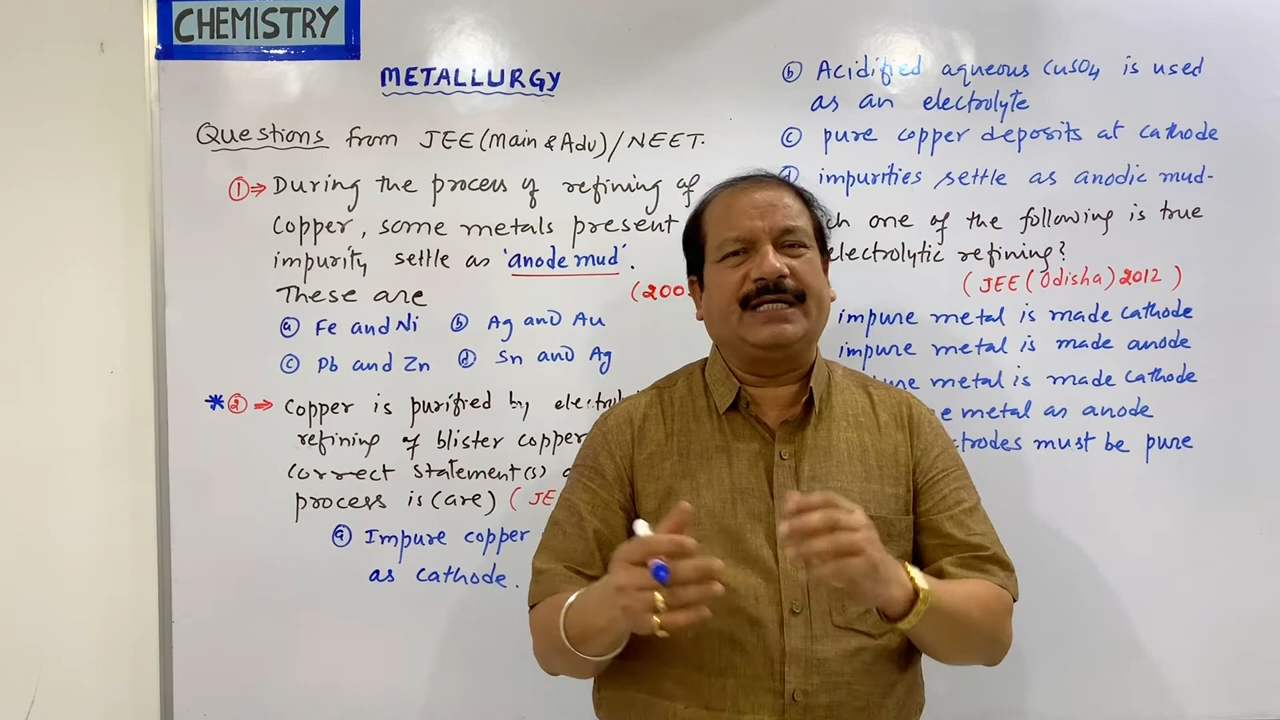 CHEMISTRY
METALLURGY
Questions from JEE (Main & Adv) / NEET.
① ⇒ During the process of refining of
Copper, some metals present
impurity settle as 'anode mud'.
These are (200
ⓐ Fe and Ni ⓑ Ag and Au
ⓒ Pb and Zn ⓓ Sn and Ag
* ② ⇒ Copper is purified by
refining of blister copper
Correct statement(s)
process is (are) (JE
ⓐ Impure copper
as cathode.
ⓑ Acidified aqueous CuSO4 is used
as an electrolyte
ⓒ pure copper deposits at cathode
impurities settle as anodic mud-
one of the following is true
electrolytic refining?
(JEE (Odisha) 2012)
impure metal is made cathode
impure metal is made anode
metal is made cathode
metal as anode
must be pure